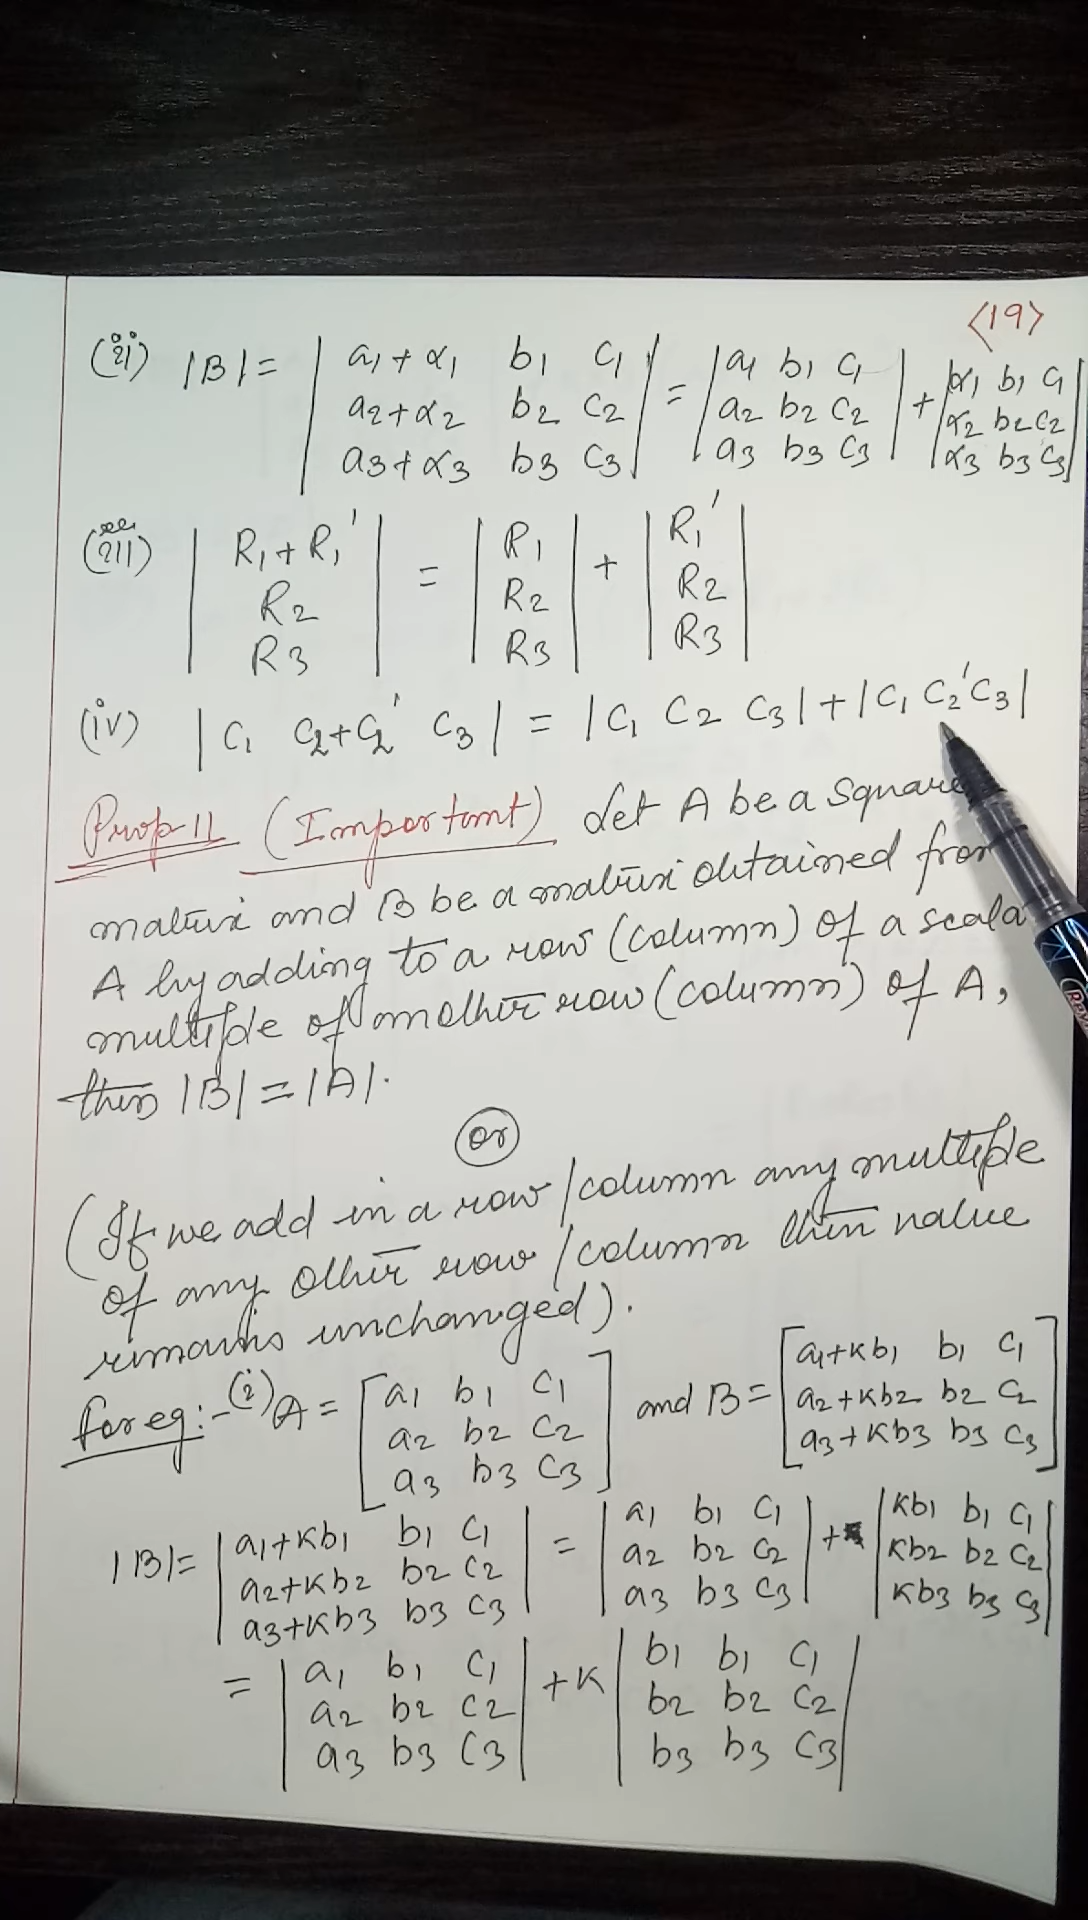 <19>
(ii) |B| = | a1+α1 b1 c1 | = | a1 b1 c1 | + | α1 b1 c1 |
| a2+α2 b2 c2 | | a2 b2 c2 | | α2 b2 c2 |
| a3+α3 b3 c3 | | a3 b3 c3 | | α3 b3 c3 |
(iii) | R1+R1' | = | R1 | + | R1' |
| R2 | | R2 | | R2 |
| R3 | | R3 | | R3 |
(iv) | C1 C2+C2' C3 | = | C1 C2 C3 | + | C1 C2' C3 |
Prop 11 (Important) Let A be a square
matrix and B be a matrix obtained from
A by adding to a row (column) of a scala
multiple of another row (column) of A,
then |B| = |A|.
or
(If we add in a row/column any multiple
of any other row/column then value
remains unchanged).
for eg:- (i) A = [ a1 b1 c1 ] and B = [ a1+Kb1 b1 c1 ]
[ a2 b2 c2 ] [ a2+Kb2 b2 c2 ]
[ a3 b3 c3 ] [ a3+Kb3 b3 c3 ]
|B| = | a1+Kb1 b1 c1 | = | a1 b1 c1 | + | Kb1 b1 c1 |
| a2+Kb2 b2 c2 | | a2 b2 c2 | | Kb2 b2 c2 |
| a3+Kb3 b3 c3 | | a3 b3 c3 | | Kb3 b3 c3 |
= | a1 b1 c1 | + K | b1 b1 c1 |
| a2 b2 c2 | | b2 b2 c2 |
| a3 b3 c3 | | b3 b3 c3 |